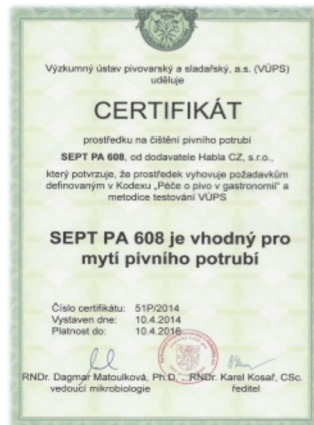 Výzkumný ústav pivovarský a sladařský, a.s. (VÚPS)
uděluje
CERTIFIKÁT
prostředku na čištění pivního potrubí
SEPT PA 608, od dodavatele Habla CZ, s.r.o.,
který potvrzuje, že prostředek vyhovuje požadavkům
definovaným v Kodexu „Péče o pivo v gastronomii" a
metodice testování VÚPS
SEPT PA 608 je vhodný pro
mytí pivního potrubí
Číslo certifikátu: 51P/2014
Vystaven dne: 10.4.2014
Platnost do: 10.4.2016
RNDr. Dagmar Matoulková, Ph.D. RNDr. Karel Kosař, CSc.
vedoucí mikrobiologie ředitel